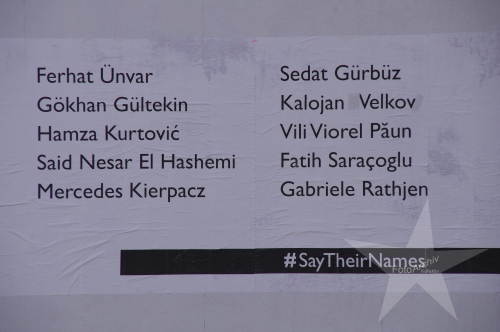 Ferhat Ünvar
Gökhan Gültekin
Hamza Kurtović
Said Nesar El Hashemi
Mercedes Kierpacz
Sedat Gürbüz
Kalojan Velkov
Vili Viorel Păun
Fatih Saraçoglu
Gabriele Rathjen
#SayTheirNames
FotoArchiv